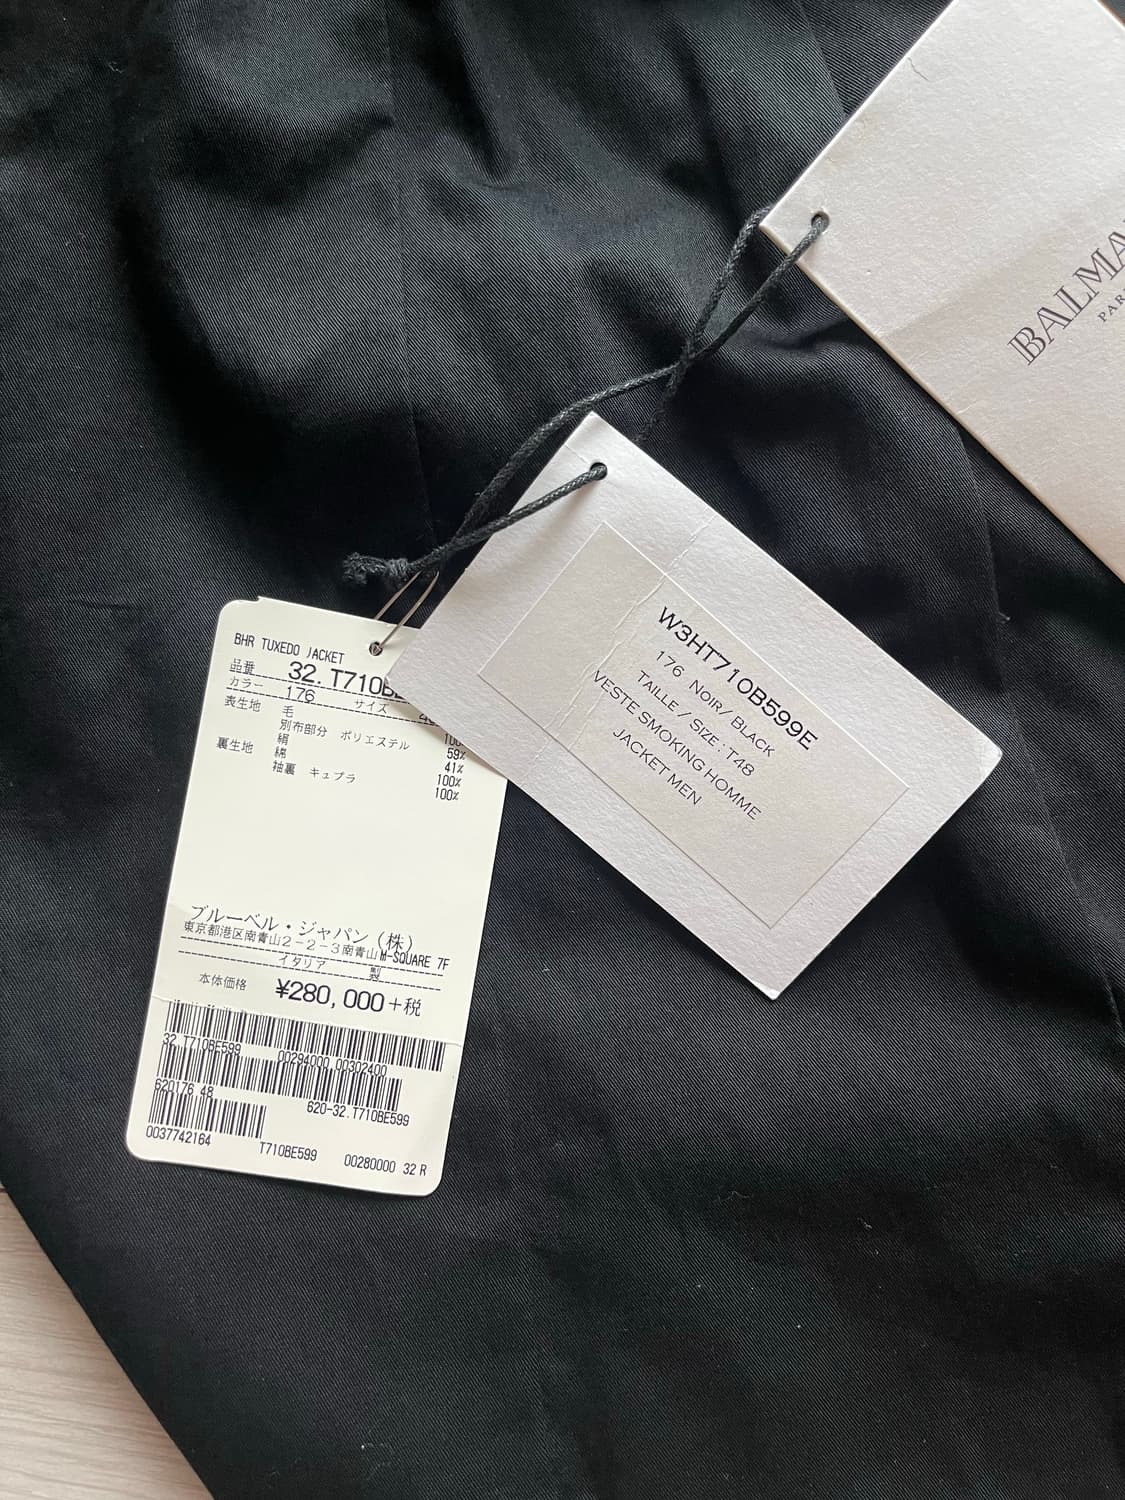 BALMA
PAR
W3HT710B599E
176 NOIR/ BLACK
TAILLE / SIZE : T48
VESTE SMOKING HOMME
JACKET MEN
BHR TUXEDO JACKET
品番 32. T710B
カラー 176 サイズ
表生地 毛 100
別布部分 ポリエステル 59%
絹 41%
裏生地 綿 100%
袖裏 キュプラ 100%
ブルーベル・ジャパン（株）
東京都港区南青山2-2-3南青山M-SQUARE 7F
イタリア 製
本体価格 ¥280,000+税
32.T710BE599 00294000 00302400
620176 48 620-32.T710BE599
0037742164 T710BE599 00280000 32 R